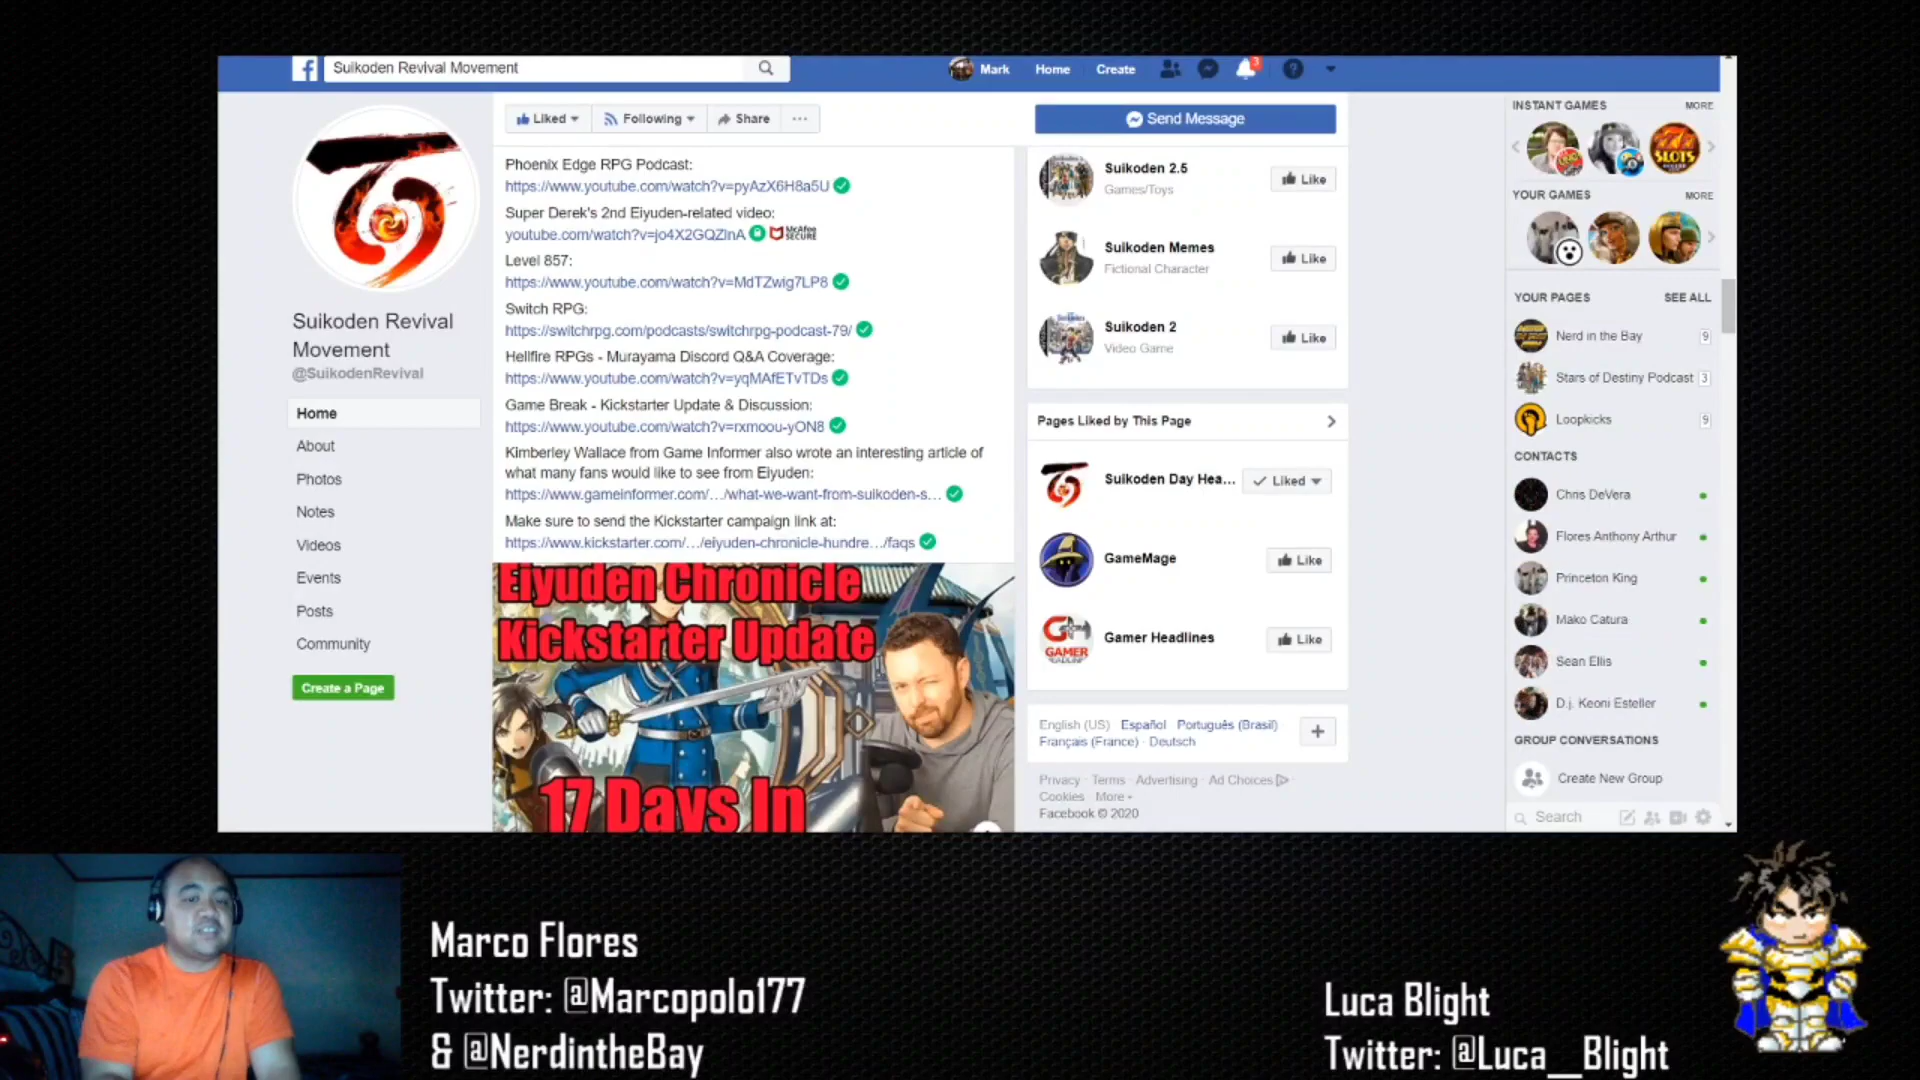 Suikoden Revival Movement
Mark
Home
Create
3
Suikoden Revival
Movement
@SuikodenRevival
Home
About
Photos
Notes
Videos
Events
Posts
Community
Create a Page
Liked
Following
Share
Send Message
Phoenix Edge RPG Podcast:
https://www.youtube.com/watch?v=pyAzX6H8a5U
Super Derek's 2nd Eiyuden-related video:
youtube.com/watch?v=jo4X2GQZlnA McAfee SECURE
Level 857:
https://www.youtube.com/watch?v=MdTZwig7LP8
Switch RPG:
https://switchrpg.com/podcasts/switchrpg-podcast-79/
Hellfire RPGs - Murayama Discord Q&A Coverage:
https://www.youtube.com/watch?v=yqMAfETvTDs
Game Break - Kickstarter Update & Discussion:
https://www.youtube.com/watch?v=rxmoou-yON8
Kimberley Wallace from Game Informer also wrote an interesting article of
what many fans would like to see from Eiyuden:
https://www.gameinformer.com/.../what-we-want-from-suikoden-s...
Make sure to send the Kickstarter campaign link at:
https://www.kickstarter.com/.../eiyuden-chronicle-hundre.../faqs
Eiyuden Chronicle
Kickstarter Update
17 Days In
Suikoden 2.5
Games/Toys
Like
Suikoden Memes
Fictional Character
Like
Suikoden 2
Video Game
Like
Pages Liked by This Page
Suikoden Day Hea...
Liked
GameMage
Like
Gamer Headlines
Like
GAMER
English (US) Español Português (Brasil)
Français (France) · Deutsch
Privacy · Terms · Advertising · Ad Choices
Cookies · More
Facebook © 2020
INSTANT GAMES
MORE
UNO
SLOTS
YOUR GAMES
MORE
YOUR PAGES
SEE ALL
Nerd in the Bay 9
Stars of Destiny Podcast 3
Loopkicks 9
CONTACTS
Chris DeVera
Flores Anthony Arthur
Princeton King
Mako Catura
Sean Ellis
D.j. Keoni Esteller
GROUP CONVERSATIONS
Create New Group
Search
Marco Flores
Twitter: @Marcopolo177
& @NerdintheBay
Luca Blight
Twitter: @Luca__Blight